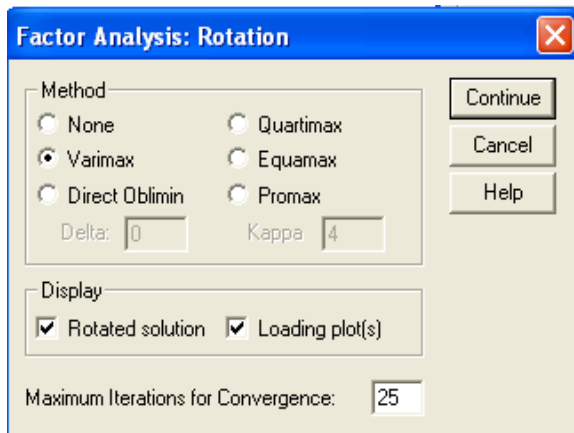 Factor Analysis: Rotation
Method
None
Quartimax
Varimax
Equamax
Direct Oblimin
Promax
Delta: 0
Kappa 4
Display
Rotated solution
Loading plot(s)
Maximum Iterations for Convergence: 25
Continue
Cancel
Help